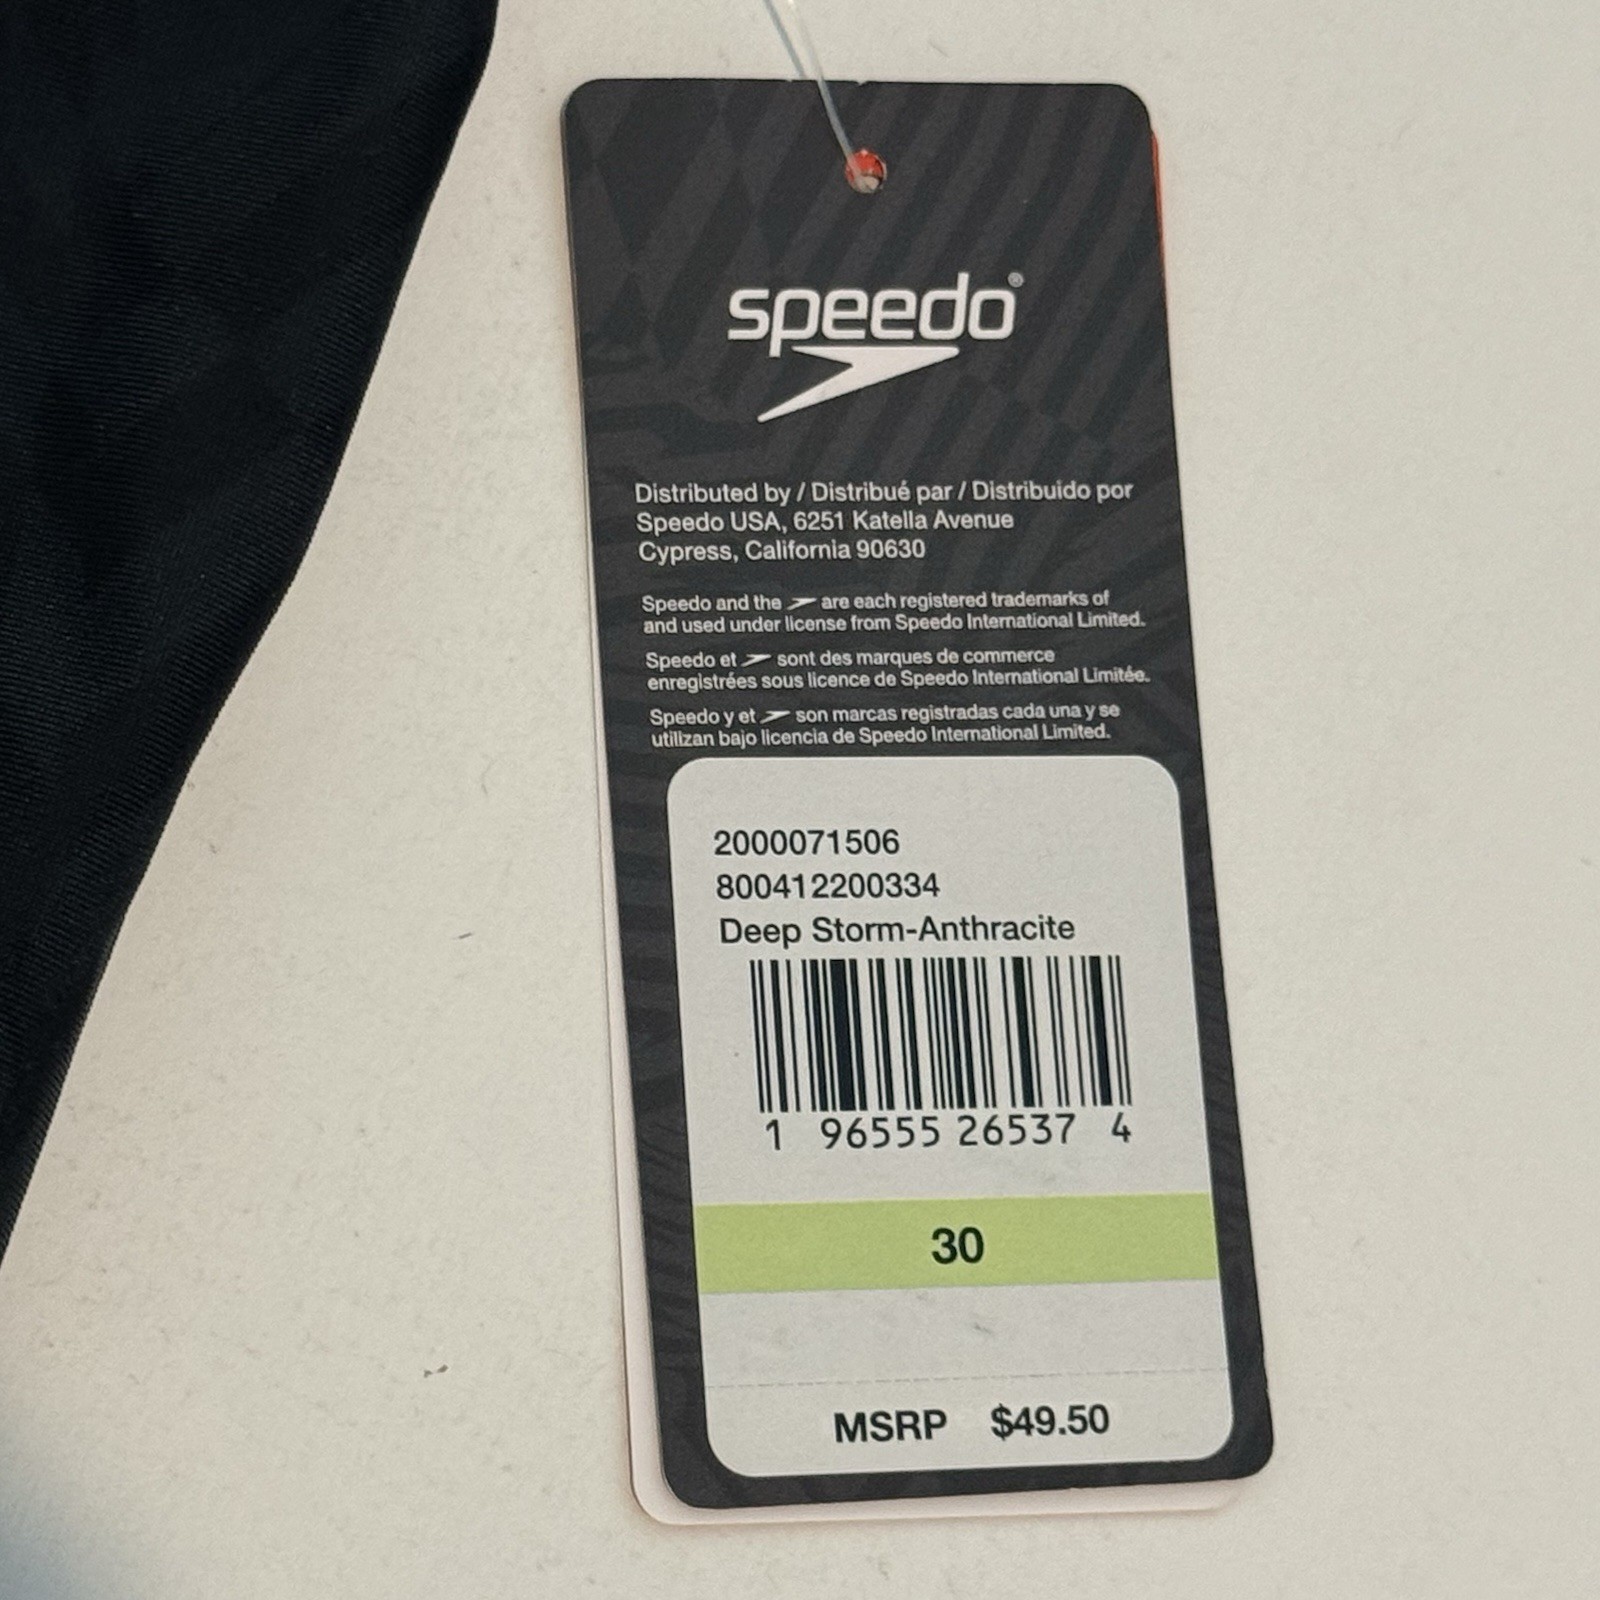 speedo®
Distributed by / Distribué par / Distribuido por
Speedo USA, 6251 Katella Avenue
Cypress, California 90630
Speedo and the are each registered trademarks of
and used under license from Speedo International Limited.
Speedo et sont des marques de commerce
enregistrées sous licence de Speedo International Limitée.
Speedo y et son marcas registradas cada una y se
utilizan bajo licencia de Speedo International Limited.
2000071506
800412200334
Deep Storm-Anthracite
1 96555 26537 4
30
MSRP $49.50